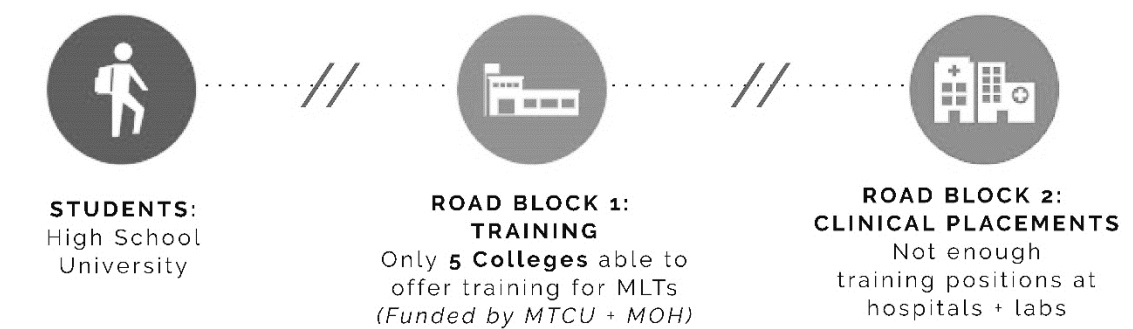 STUDENTS:
High School
University
ROAD BLOCK 1:
TRAINING
Only 5 Colleges able to
offer training for MLTs
(Funded by MTCU + MOH)
ROAD BLOCK 2:
CLINICAL PLACEMENTS
Not enough
training positions at
hospitals + labs